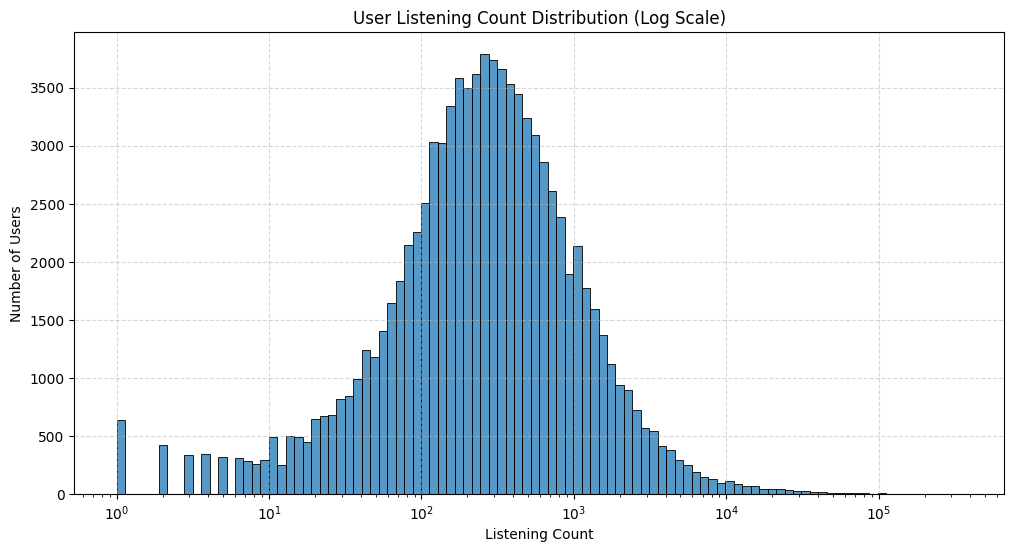 User Listening Count Distribution (Log Scale)
Number of Users
3500
3000
2500
2000
1500
1000
500
0
10⁰ 10¹ 10² 10³ 10⁴ 10⁵
Listening Count